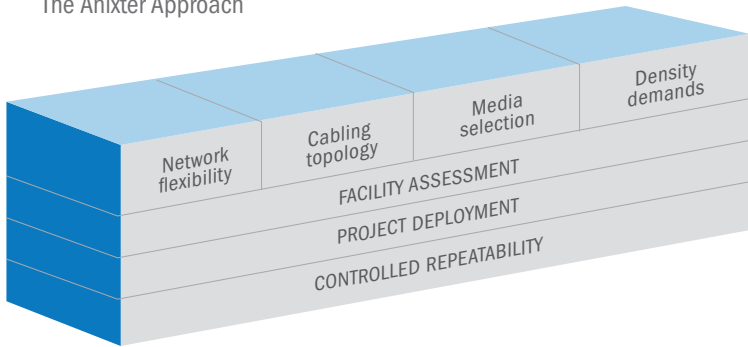 The Anixter Approach
Network
flexibility
Cabling
topology
Media
selection
Density
demands
FACILITY ASSESSMENT
PROJECT DEPLOYMENT
CONTROLLED REPEATABILITY